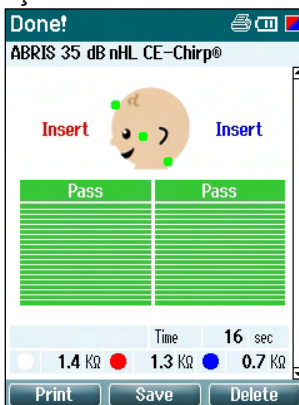 Done!
ABRIS 35 dB nHL CE-Chirp®
Insert Insert
Pass Pass
Time 16 sec
1.4 KΩ 1.3 KΩ 0.7 KΩ
Print Save Delete